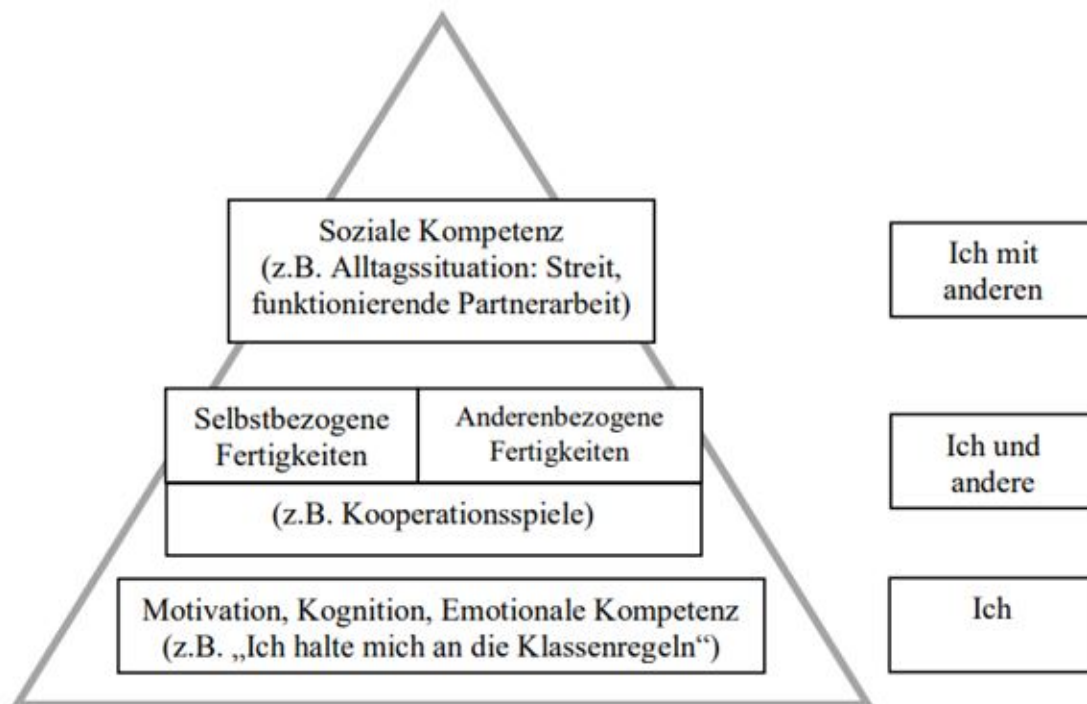 Soziale Kompetenz
(z.B. Alltagssituation: Streit,
funktionierende Partnerarbeit)
Ich mit
anderen
Selbstbezogene
Fertigkeiten
Anderenbezogene
Fertigkeiten
(z.B. Kooperationsspiele)
Ich und
andere
Motivation, Kognition, Emotionale Kompetenz
(z.B. „Ich halte mich an die Klassenregeln“)
Ich